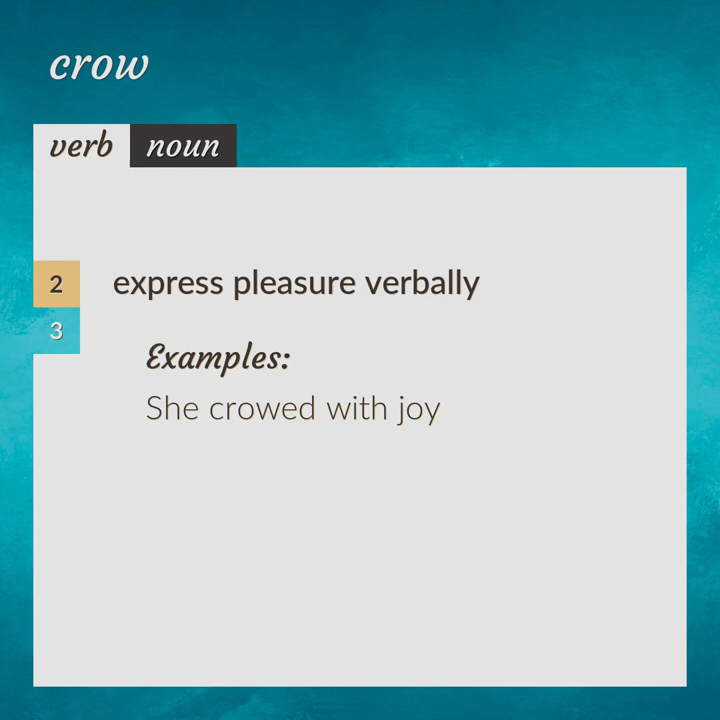 crow
verb noun
2 express pleasure verbally
3
Examples:
She crowed with joy